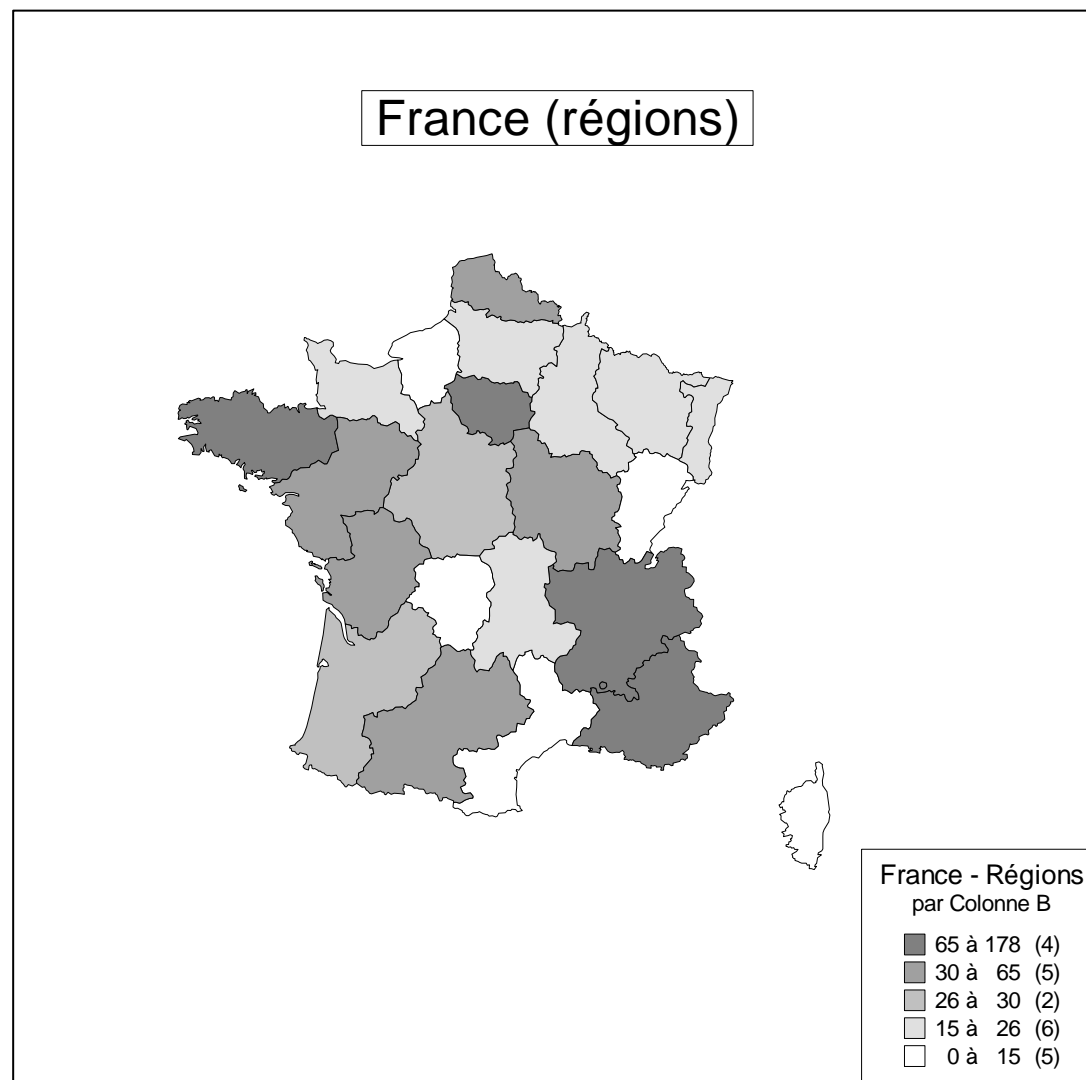 France (régions)
France - Régions
par Colonne B
65 à 178 (4)
30 à 65 (5)
26 à 30 (2)
15 à 26 (6)
0 à 15 (5)